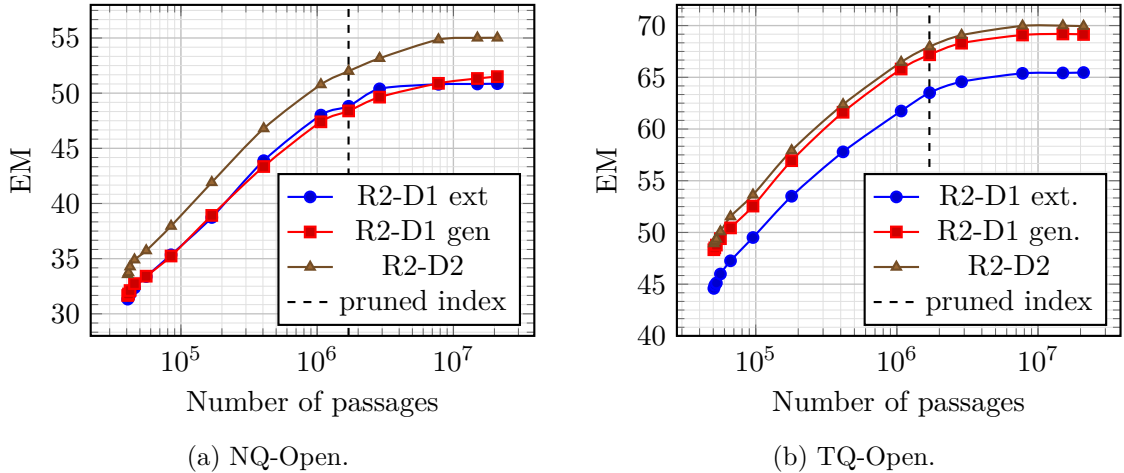 55
50
45
40
35
30
EM
10^5
10^6
10^7
Number of passages
R2-D1 ext
R2-D1 gen
R2-D2
pruned index
(a) NQ-Open.
70
65
60
55
50
45
40
EM
10^5
10^6
10^7
Number of passages
R2-D1 ext.
R2-D1 gen.
R2-D2
pruned index
(b) TQ-Open.